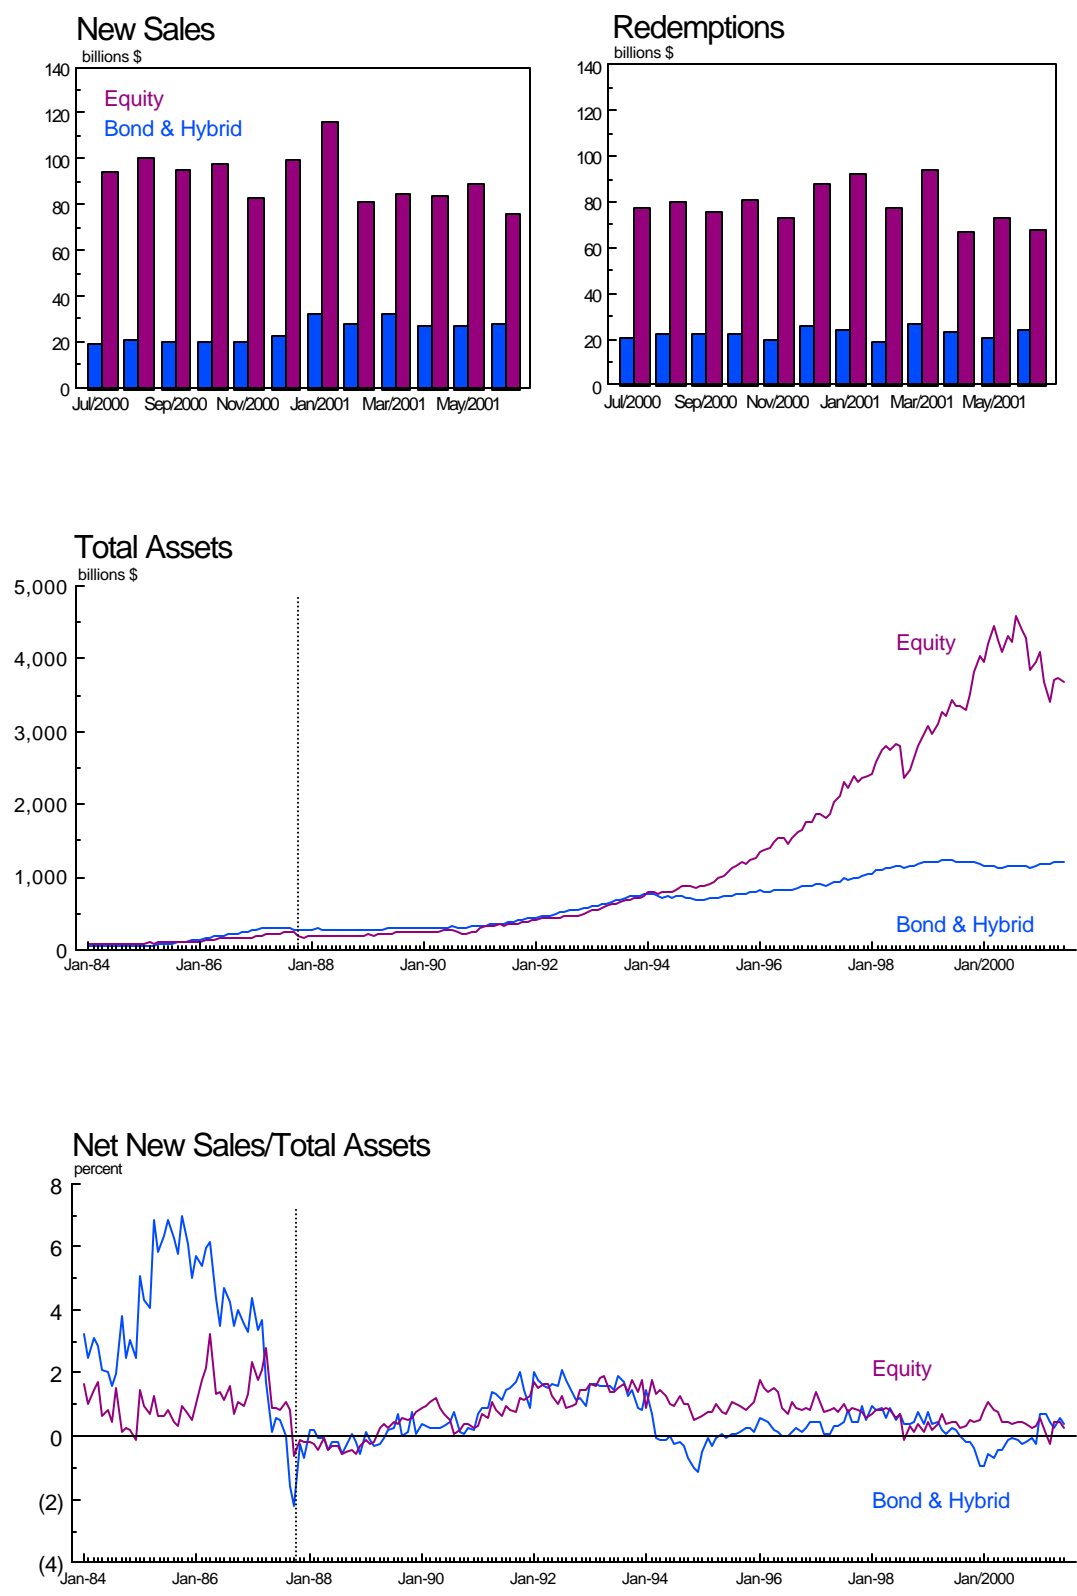 New Sales
billions $
140
120
100
80
60
40
20
0
Equity
Bond & Hybrid
Jul/2000 Sep/2000 Nov/2000 Jan/2001 Mar/2001 May/2001
Redemptions
billions $
140
120
100
80
60
40
20
0
Jul/2000 Sep/2000 Nov/2000 Jan/2001 Mar/2001 May/2001
Total Assets
billions $
5,000
4,000
3,000
2,000
1,000
0
Equity
Bond & Hybrid
Jan-84 Jan-86 Jan-88 Jan-90 Jan-92 Jan-94 Jan-96 Jan-98 Jan/2000
Net New Sales/Total Assets
percent
8
6
4
2
0
(2)
(4)
Equity
Bond & Hybrid
Jan-84 Jan-86 Jan-88 Jan-90 Jan-92 Jan-94 Jan-96 Jan-98 Jan/2000